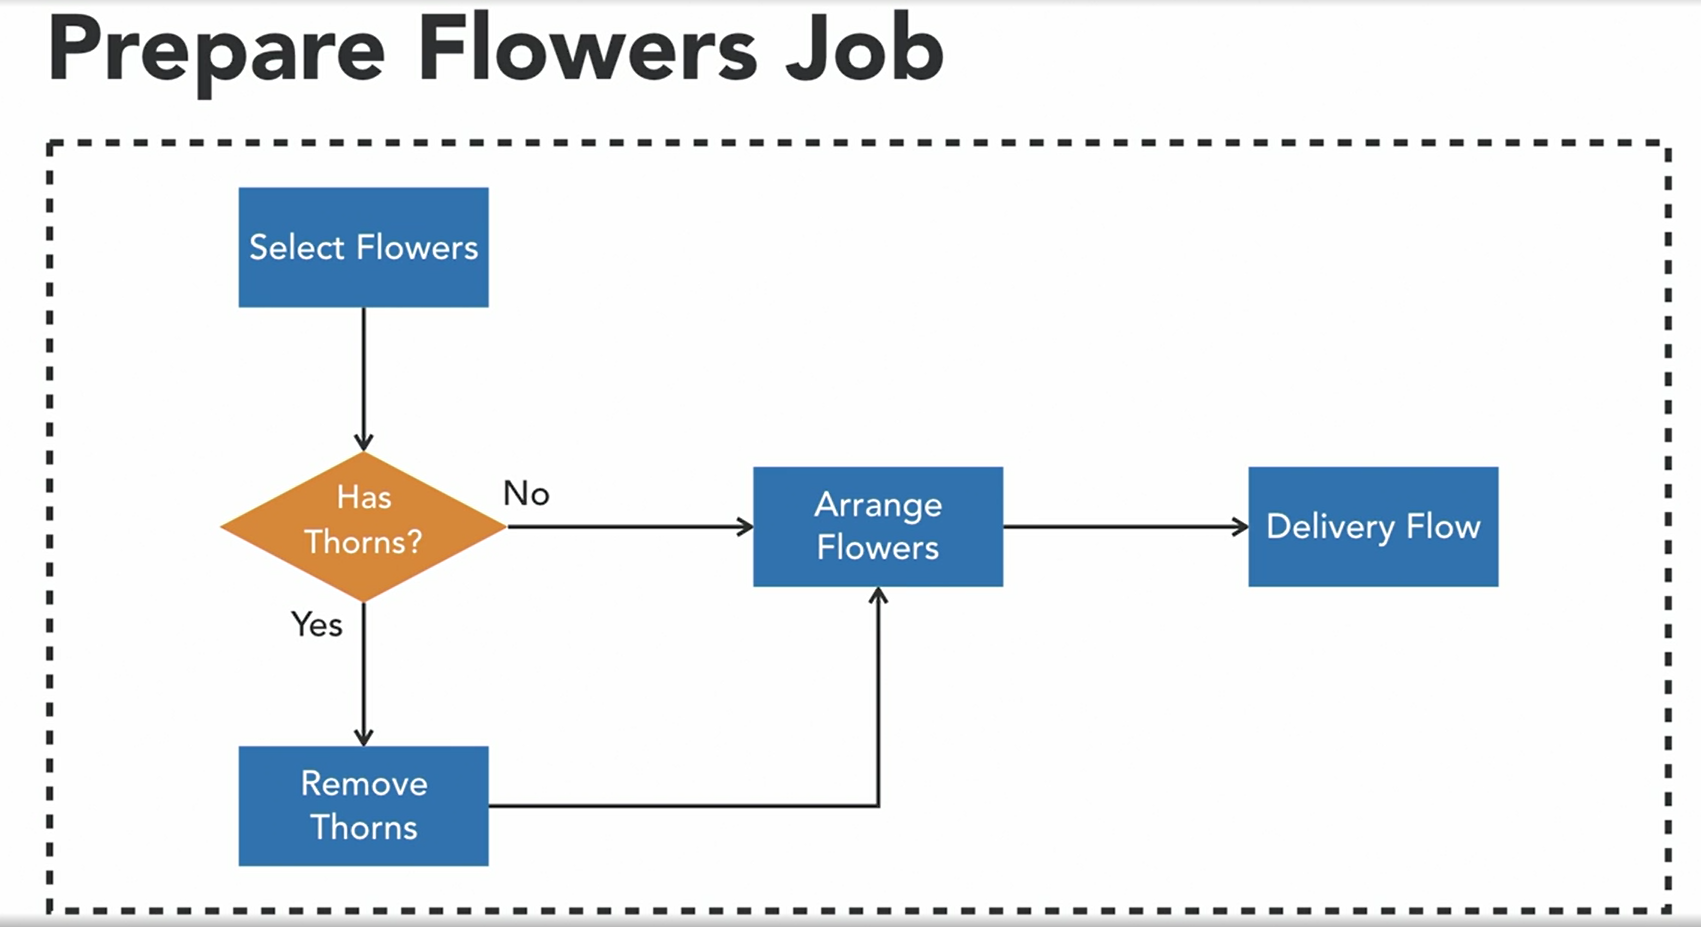 Prepare Flowers Job
Select Flowers
Has
Thorns?
No
Yes
Arrange
Flowers
Delivery Flow
Remove
Thorns